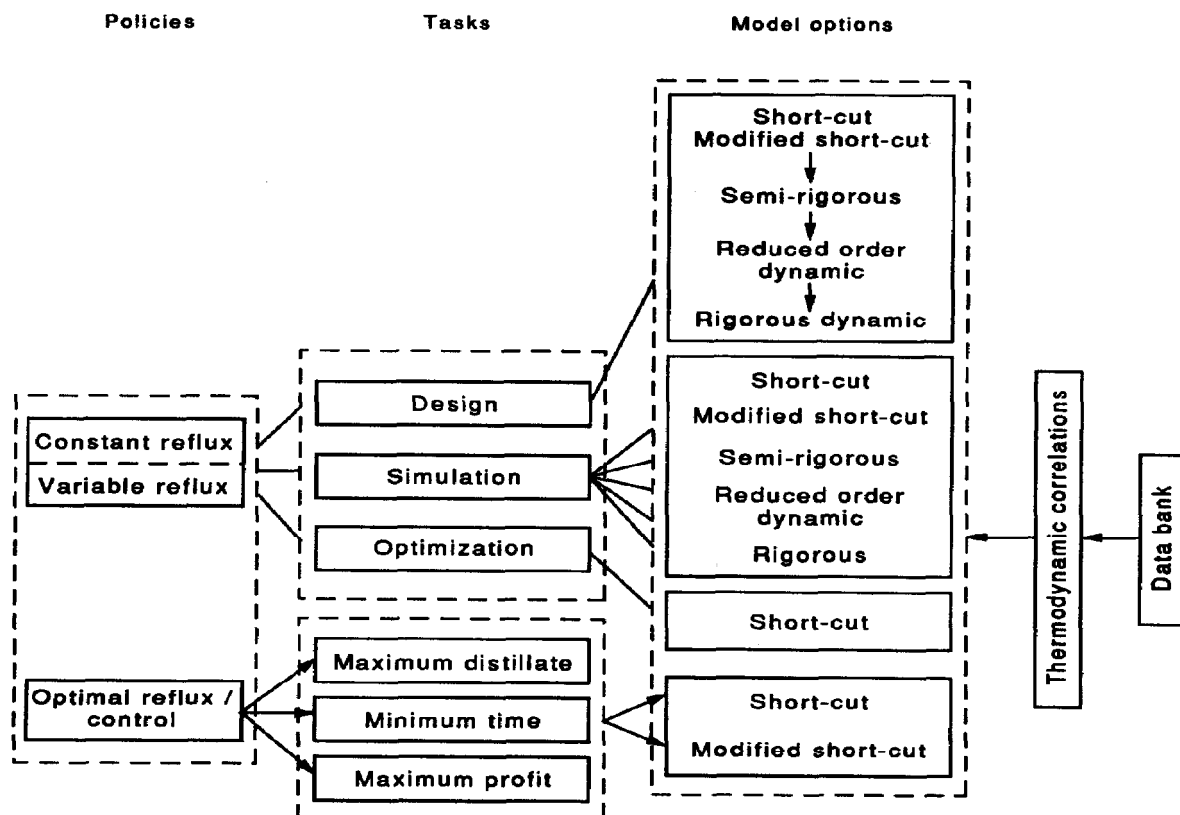 Policies
Tasks
Model options
Constant reflux
Variable reflux
Optimal reflux /
control
Design
Simulation
Optimization
Maximum distillate
Minimum time
Maximum profit
Short-cut
Modified short-cut
Semi-rigorous
Reduced order
dynamic
Rigorous dynamic
Short-cut
Modified short-cut
Semi-rigorous
Reduced order
dynamic
Rigorous
Short-cut
Short-cut
Modified short-cut
Thermodynamic correlations
Data bank